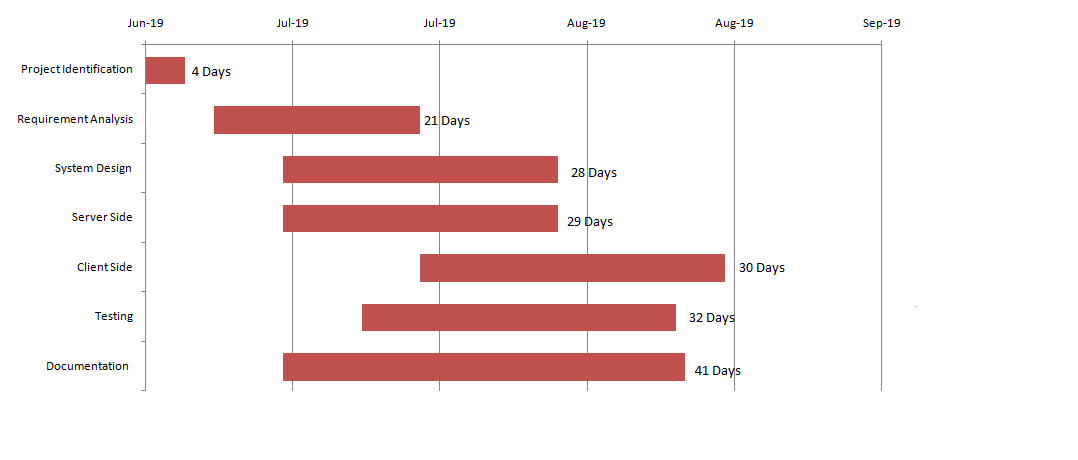 Jun-19 Jul-19 Jul-19 Aug-19 Aug-19 Sep-19
Project Identification 4 Days
Requirement Analysis 21 Days
System Design 28 Days
Server Side 29 Days
Client Side 30 Days
Testing 32 Days
Documentation 41 Days